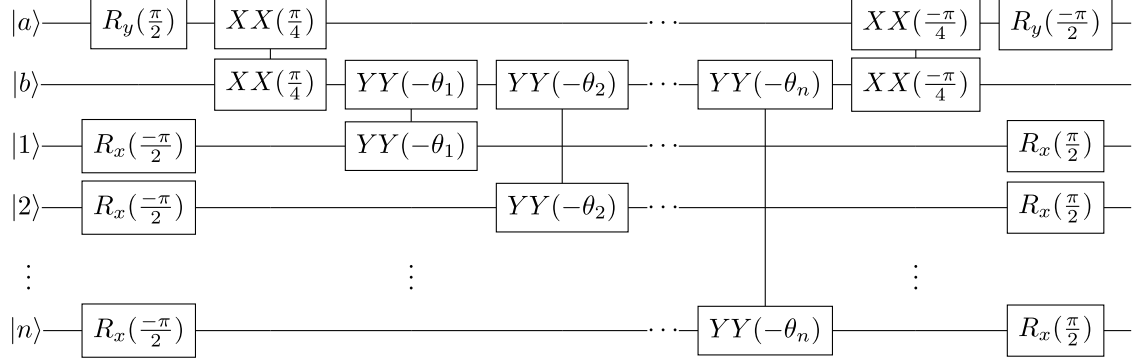 |a⟩ R_y(π/2) XX(π/4) ⋯ XX(−π/4) R_y(−π/2)
|b⟩ XX(π/4) YY(−θ_1) YY(−θ_2) ⋯ YY(−θ_n) XX(−π/4)
|1⟩ R_x(−π/2) YY(−θ_1) ⋯ R_x(π/2)
|2⟩ R_x(−π/2) YY(−θ_2) ⋯ R_x(π/2)
⋮ ⋮ ⋮
|n⟩ R_x(−π/2) ⋯ YY(−θ_n) R_x(π/2)